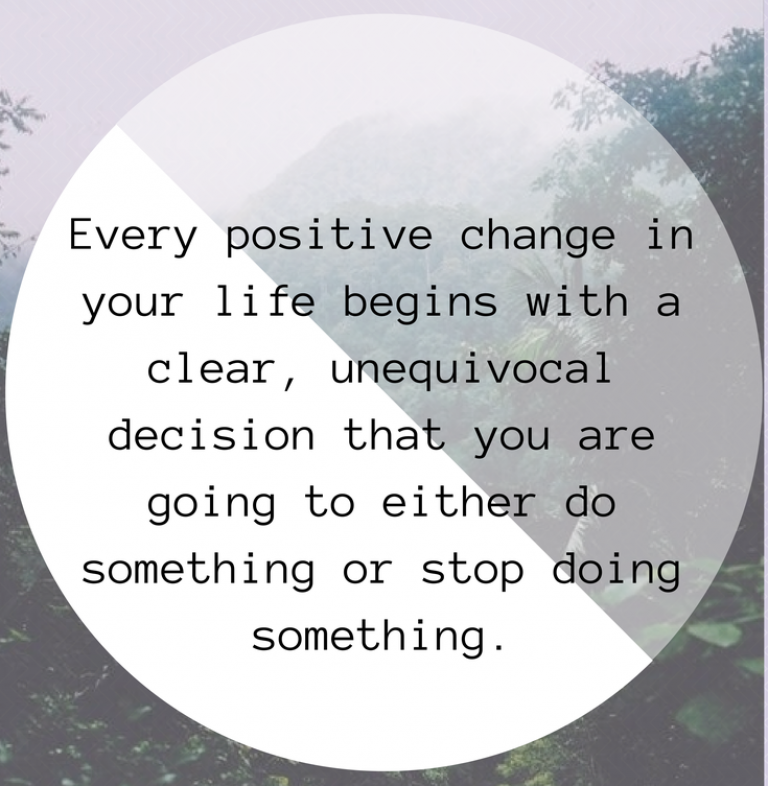 Every positive change in
your life begins with a
clear, unequivocal
decision that you are
going to either do
something or stop doing
something.